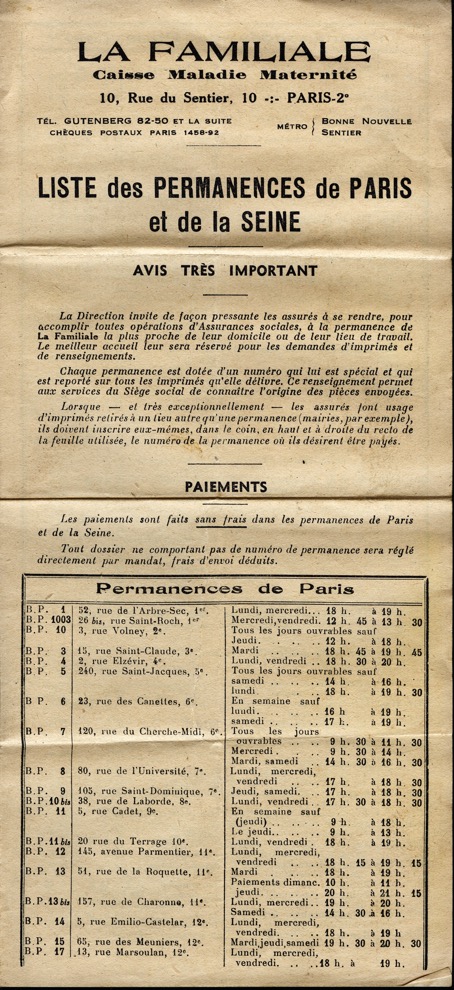 LA FAMILIALE
Caisse Maladie Maternité
10, Rue du Sentier, 10 -:- PARIS-2e
TÉL. GUTENBERG 82-50 ET LA SUITE
CHÈQUES POSTAUX PARIS 1458-92
MÉTRO { BONNE NOUVELLE
SENTIER
LISTE des PERMANENCES de PARIS
et de la SEINE
AVIS TRÈS IMPORTANT
La Direction invite de façon pressante les assurés à se rendre, pour
accomplir toutes opérations d'Assurances sociales, à la permanence de
La Familiale la plus proche de leur domicile ou de leur lieu de travail.
Le meilleur accueil leur sera réservé pour les demandes d'imprimés et
de renseignements.
Chaque permanence est dotée d'un numéro qui lui est spécial et qui
est reporté sur tous les imprimés qu'elle délivre. Ce renseignement permet
aux services du Siège social de connaître l'origine des pièces envoyées.
Lorsque — et très exceptionnellement — les assurés font usage
d'imprimés retirés à un lieu autre qu'une permanence (mairies, par exemple),
ils doivent inscrire eux-mêmes, dans le coin, en haut et à droite du recto de
la feuille utilisée, le numéro de la permanence où ils désirent être payés.
PAIEMENTS
Les paiements sont faits sans frais dans les permanences de Paris
et de la Seine.
Tout dossier ne comportant pas de numéro de permanence sera réglé
directement par mandat, frais d'envoi déduits.
Permanences de Paris
B.P. 1 52, rue de l'Arbre-Sec, 1er. Lundi, mercredi... 18 h. à 19 h.
B.P. 1003 26 bis, rue Saint-Roch, 1er Mercredi, vendredi. 12 h. 45 à 13 h 30
B.P. 10 3, rue Volney, 2e. Tous les jours ouvrables sauf
Jeudi. .. .. .. 12 h. à 18 h.
B.P. 3 15, rue Saint-Claude, 3e. Mardi .. .. .. 18 h. 45 à 19 h. 45
B.P. 4 2, rue Elzévir, 4e. Lundi, vendredi .. 18 h. 30 à 20 h.
B.P. 5 240, rue Saint-Jacques, 5e. Tous les jours ouvrables sauf
samedi .. .. .. 14 h. à 16 h.
lundi .. .. .. 18 h. à 19 h. 30
B.P. 6 23, rue des Canettes, 6e. En semaine sauf
lundi. .. .. .. 16 h à 19 h.
samedi .. .. .. 17 h. à 19 h.
B.P. 7 120, rue du Cherche-Midi, 6e. Tous les jours
ouvrables .. .. 9 h. 30 à 11 h. 30
Mercredi .. .. .. 9 h. 30 à 14 h.
Mardi, samedi .. 14 h. 30 à 16 h. 30
B.P. 8 80, rue de l'Université, 7e. Lundi, mercredi,
vendredi .. .. 17 h. à 18 h. 30
B.P. 9 105, rue Saint-Dominique, 7e. Jeudi, samedi. .. 17 h. à 18 h. 30
B.P. 10 bis 38, rue de Laborde, 8e. Lundi, vendredi .. 17 h. 30 à 18 h. 30
B.P. 11 5, rue Cadet, 9e. En semaine sauf
(jeudi) .. .. .. 9 h. à 18 h.
Le jeudi.. .. .. 9 h. à 13 h.
B.P. 11 bis 20 rue du Terrage 10e. Lundi, vendredi . 18 h. à 19 h.
B.P. 12 145, avenue Parmentier, 11e. Lundi, mercredi,
vendredi .. .. 18 h. 15 à 19 h. 15
B.P. 13 51, rue de la Roquette, 11e. Mardi .. .. .. 18 h. à 19 h.
Paiements dimanc. 10 h. à 11 h.
jeudi. .. .. .. 20 h. à 21 h. 15
B.P. 13 bis 157, rue de Charonne, 11e. Lundi, mercredi .. 19 h. à 20 h.
Samedi .. .. .. 14 h. 30 à 16 h.
B.P. 14 5, rue Emilio-Castelar, 12e. Lundi, mercredi,
vendredi. .. .. 18 h. à 19 h
B.P. 15 65, rue des Meuniers, 12e. Mardi, jeudi, samedi 19 h. 30 à 20 h. 30
B.P. 17 13, rue Marsoulan, 12e. Lundi, mercredi,
vendredi. .. .. 18 h. à 19 h.